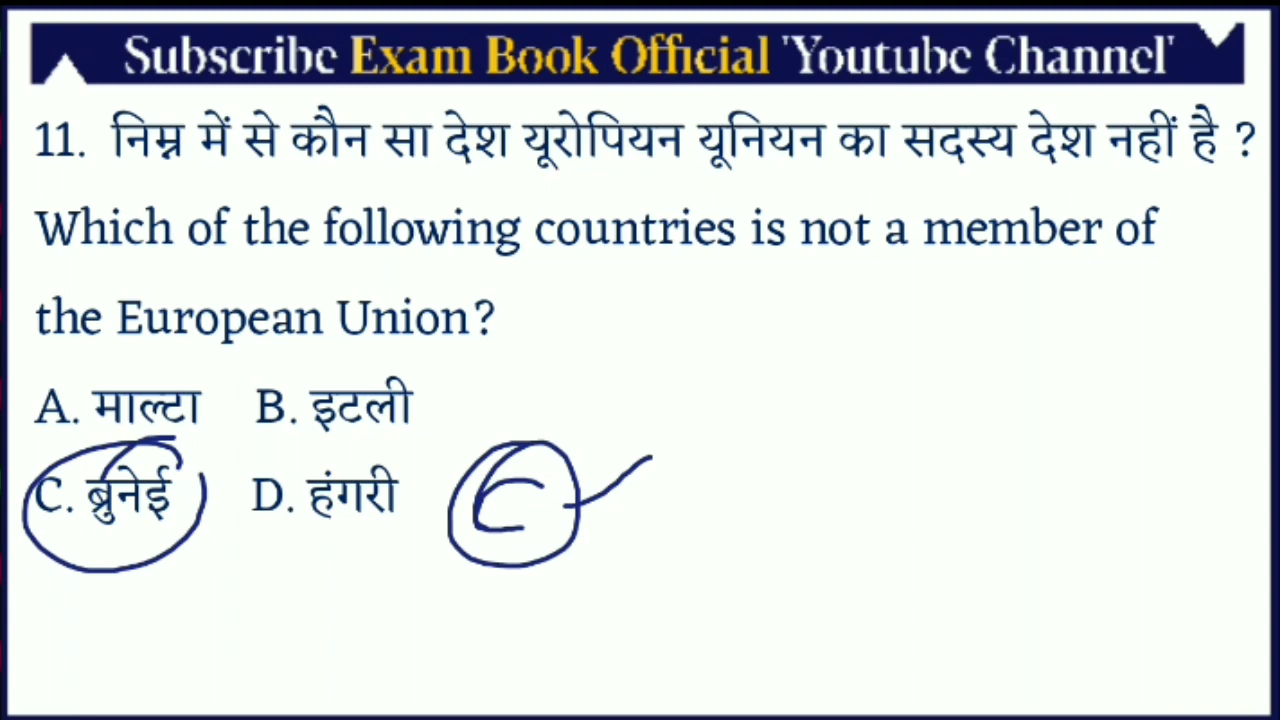 Subscribe Exam Book Official 'Youtube Channel'
11. निम्न में से कौन सा देश यूरोपियन यूनियन का सदस्य देश नहीं है ?
Which of the following countries is not a member of
the European Union?
A. माल्टा B. इटली
C. ब्रुनेई D. हंगरी C